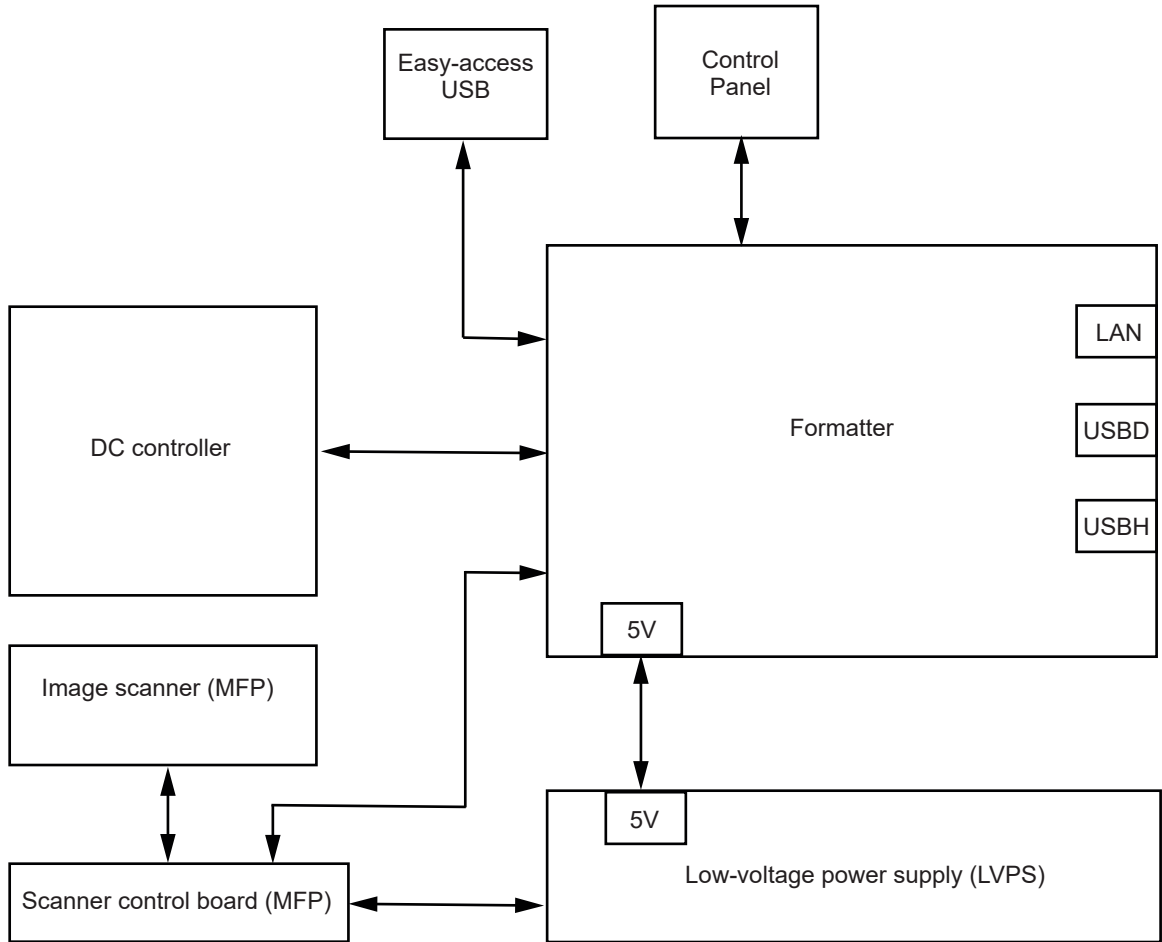 Easy-access
USB
Control
Panel
LAN
DC controller
Formatter
USBD
USBH
5V
Image scanner (MFP)
5V
Low-voltage power supply (LVPS)
Scanner control board (MFP)